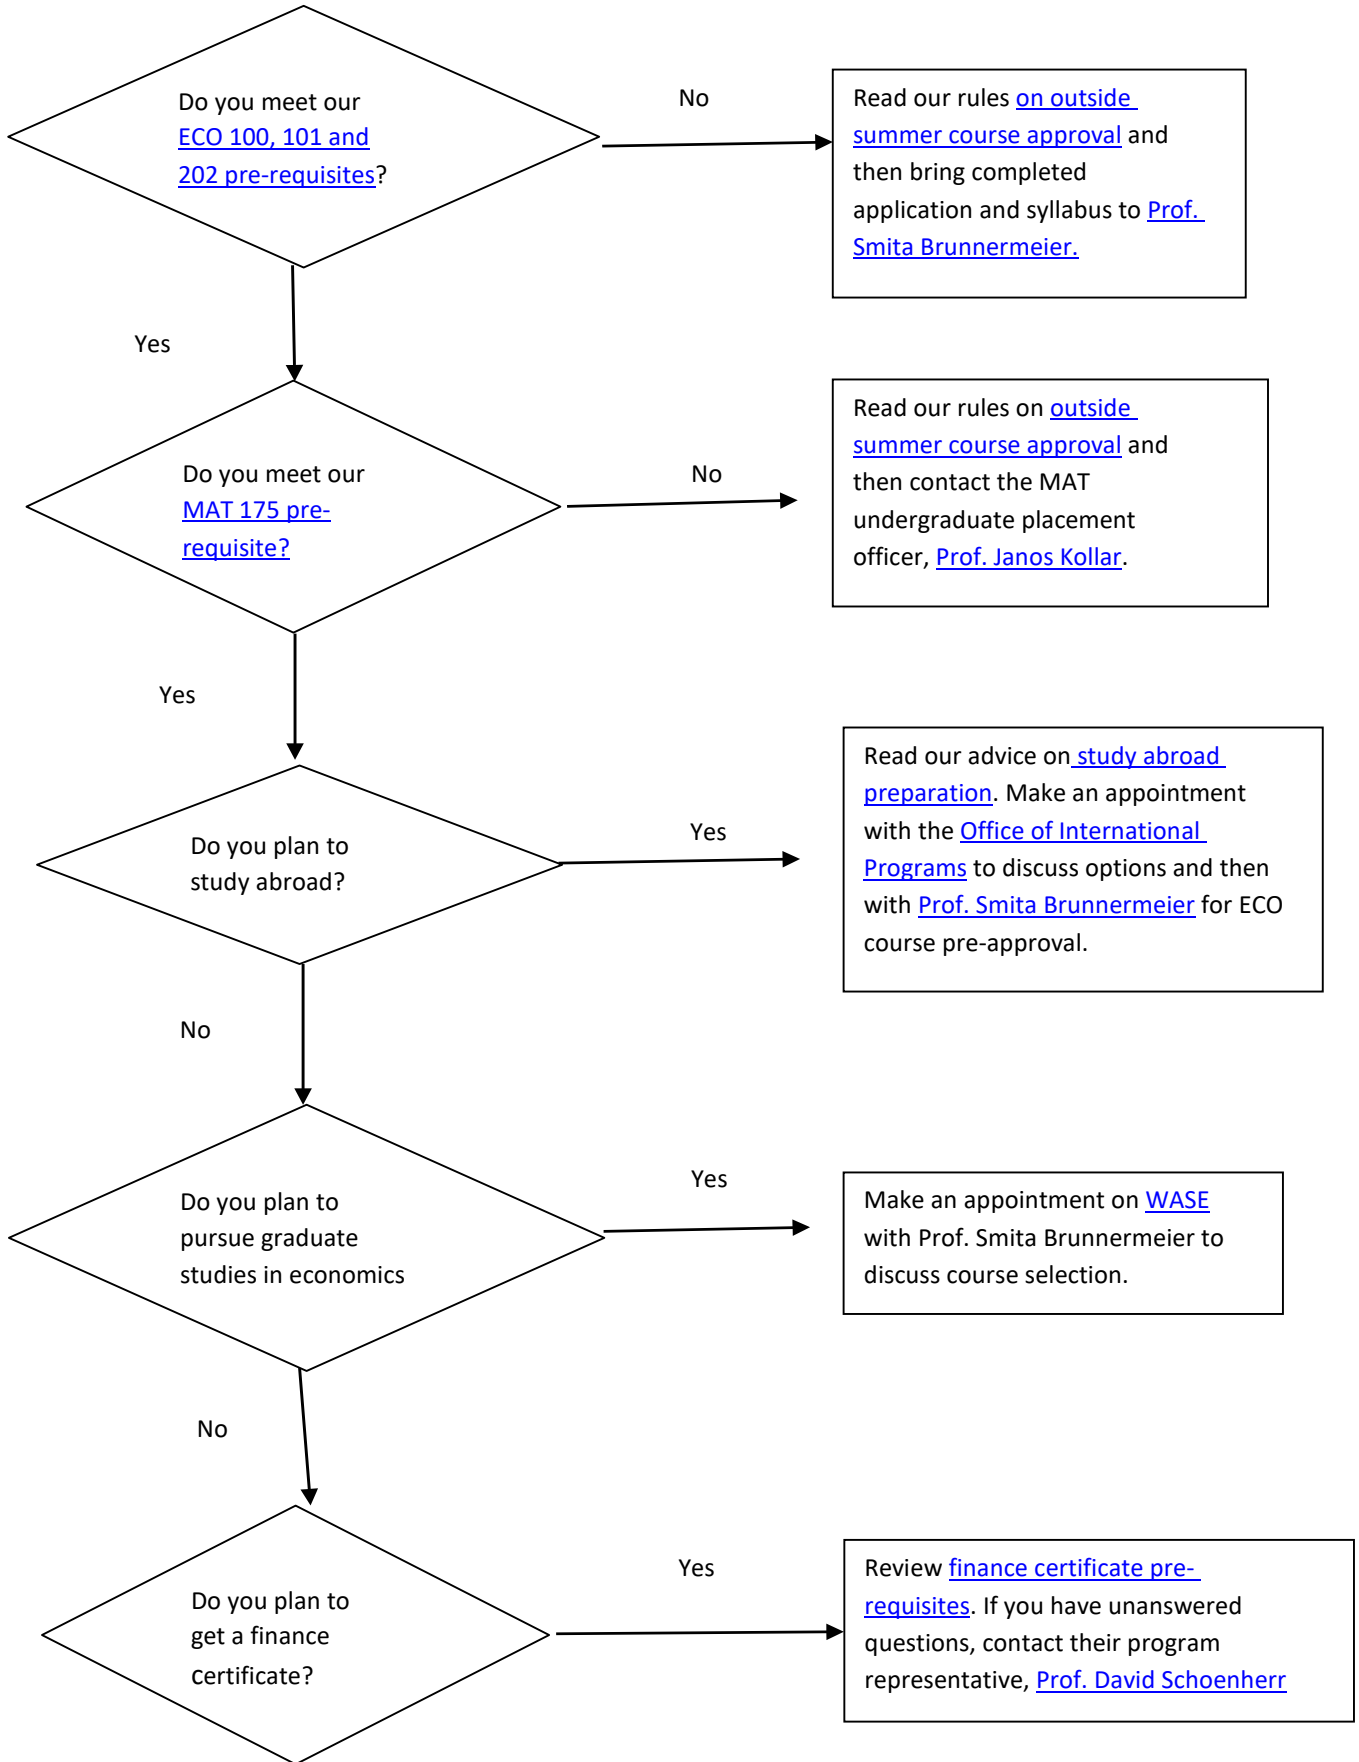 Do you meet our
ECO 100, 101 and
202 pre-requisites?
No
Read our rules on outside
summer course approval and
then bring completed
application and syllabus to Prof.
Smita Brunnermeier.
Yes
Do you meet our
MAT 175 pre-
requisite?
No
Read our rules on outside
summer course approval and
then contact the MAT
undergraduate placement
officer, Prof. Janos Kollar.
Yes
Do you plan to
study abroad?
Yes
Read our advice on study abroad
preparation. Make an appointment
with the Office of International
Programs to discuss options and then
with Prof. Smita Brunnermeier for ECO
course pre-approval.
No
Do you plan to
pursue graduate
studies in economics
Yes
Make an appointment on WASE
with Prof. Smita Brunnermeier to
discuss course selection.
No
Do you plan to
get a finance
certificate?
Yes
Review finance certificate pre-
requisites. If you have unanswered
questions, contact their program
representative, Prof. David Schoenherr